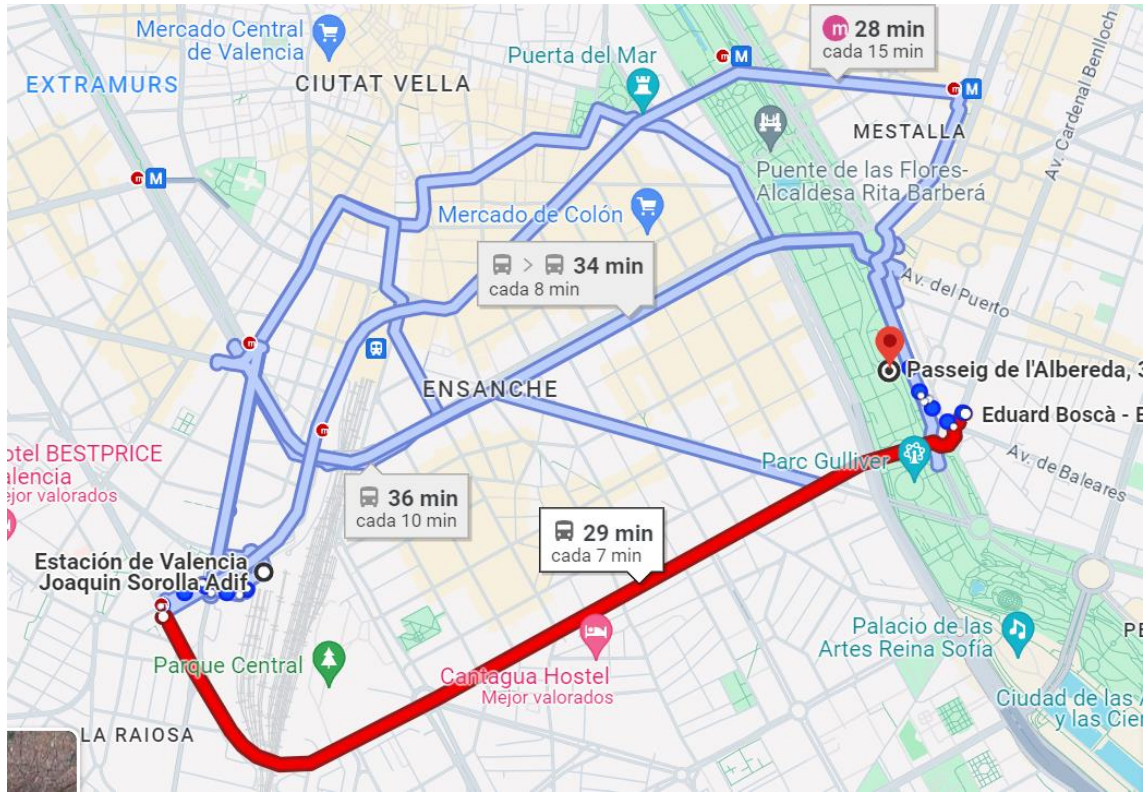 Mercado Central
de Valencia
EXTRAMURS
CIUTAT VELLA
Puerta del Mar
M
m 28 min
cada 15 min
m M
MESTALLA
Av. Cardenal Benlloch
Puente de las Flores-
Alcaldesa Rita Barberá
m M
Mercado de Colón
> 34 min
cada 8 min
Av. del Puerto
ENSANCHE
Passeig de l'Albereda, 3
Eduard Boscà - E
Av. de Baleares
Parc Gulliver
otel BESTPRICE
alencia
ejor valorados
36 min
cada 10 min
29 min
cada 7 min
Estación de Valencia
Joaquin Sorolla Adif
Parque Central
Cantagua Hostel
Mejor valorados
Palacio de las
Artes Reina Sofía
PE
Ciudad de las A
y las Cien
LA RAIOSA